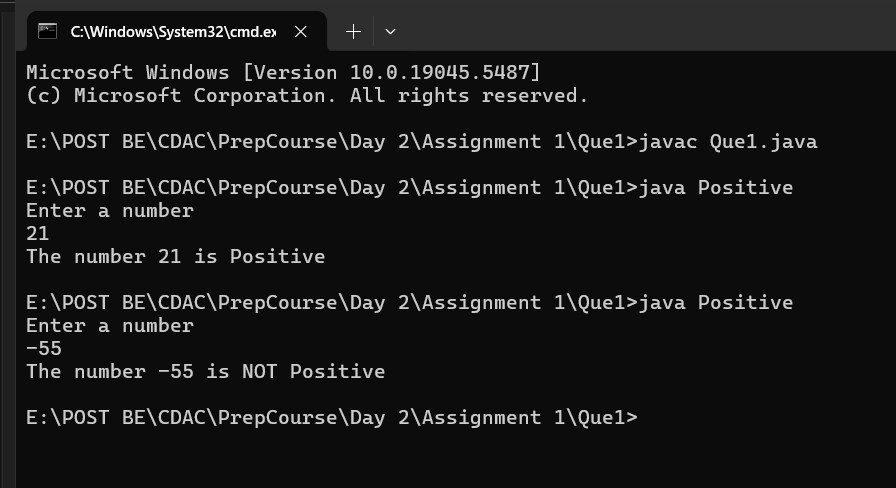 C:\Windows\System32\cmd.ex
Microsoft Windows [Version 10.0.19045.5487]
(c) Microsoft Corporation. All rights reserved.
E:\POST BE\CDAC\PrepCourse\Day 2\Assignment 1\Que1>javac Que1.java
E:\POST BE\CDAC\PrepCourse\Day 2\Assignment 1\Que1>java Positive
Enter a number
21
The number 21 is Positive
E:\POST BE\CDAC\PrepCourse\Day 2\Assignment 1\Que1>java Positive
Enter a number
-55
The number -55 is NOT Positive
E:\POST BE\CDAC\PrepCourse\Day 2\Assignment 1\Que1>